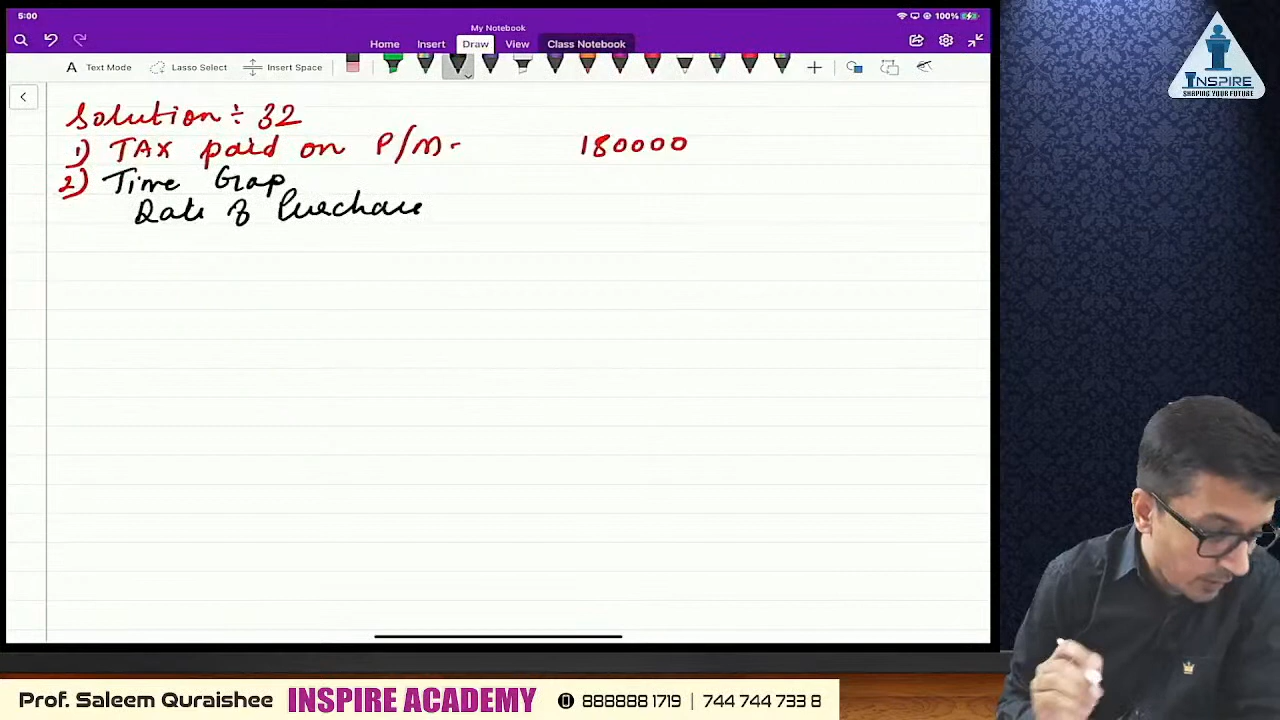 5:00
100%
My Notebook
Home Insert Draw View Class Notebook
A Text Mode Lasso Select Insert Space
INSPIRE
SHAPING YOUR FUTURE
Solution ÷ 32
1) TAX paid on P/M - 180000
2) Time Gap
Date of Purchase
Prof. Saleem Quraishee INSPIRE ACADEMY 888888 1719 | 744 744 733 8